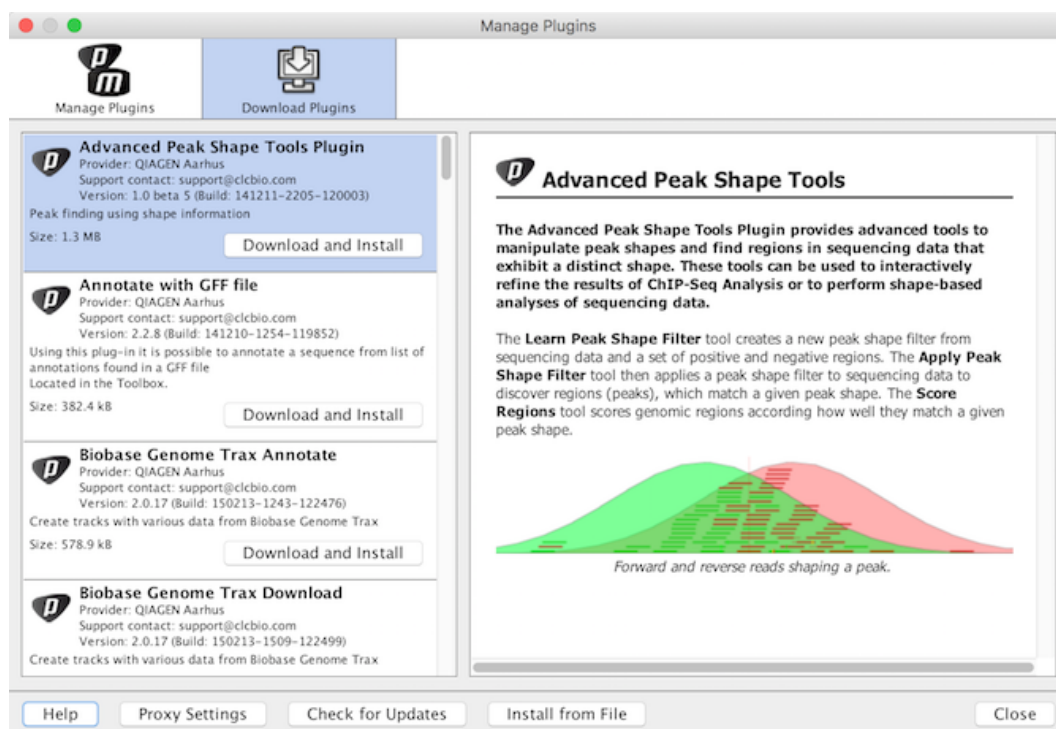 Manage Plugins
Manage Plugins
Download Plugins
Advanced Peak Shape Tools Plugin
Provider: QIAGEN Aarhus
Support contact: support@clcbio.com
Version: 1.0 beta 5 (Build: 141211-2205-120003)
Peak finding using shape information
Size: 1.3 MB
Download and Install
Annotate with GFF file
Provider: QIAGEN Aarhus
Support contact: support@clcbio.com
Version: 2.2.8 (Build: 141210-1254-119852)
Using this plug-in it is possible to annotate a sequence from list of
annotations found in a GFF file
Located in the Toolbox.
Size: 382.4 kB
Download and Install
Biobase Genome Trax Annotate
Provider: QIAGEN Aarhus
Support contact: support@clcbio.com
Version: 2.0.17 (Build: 150213-1243-122476)
Create tracks with various data from Biobase Genome Trax
Size: 578.9 kB
Download and Install
Biobase Genome Trax Download
Provider: QIAGEN Aarhus
Support contact: support@clcbio.com
Version: 2.0.17 (Build: 150213-1509-122499)
Create tracks with various data from Biobase Genome Trax
Advanced Peak Shape Tools
The Advanced Peak Shape Tools Plugin provides advanced tools to
manipulate peak shapes and find regions in sequencing data that
exhibit a distinct shape. These tools can be used to interactively
refine the results of ChIP-Seq Analysis or to perform shape-based
analyses of sequencing data.
The Learn Peak Shape Filter tool creates a new peak shape filter from
sequencing data and a set of positive and negative regions. The Apply Peak
Shape Filter tool then applies a peak shape filter to sequencing data to
discover regions (peaks), which match a given peak shape. The Score
Regions tool scores genomic regions according how well they match a given
peak shape.
Forward and reverse reads shaping a peak.
Help
Proxy Settings
Check for Updates
Install from File
Close